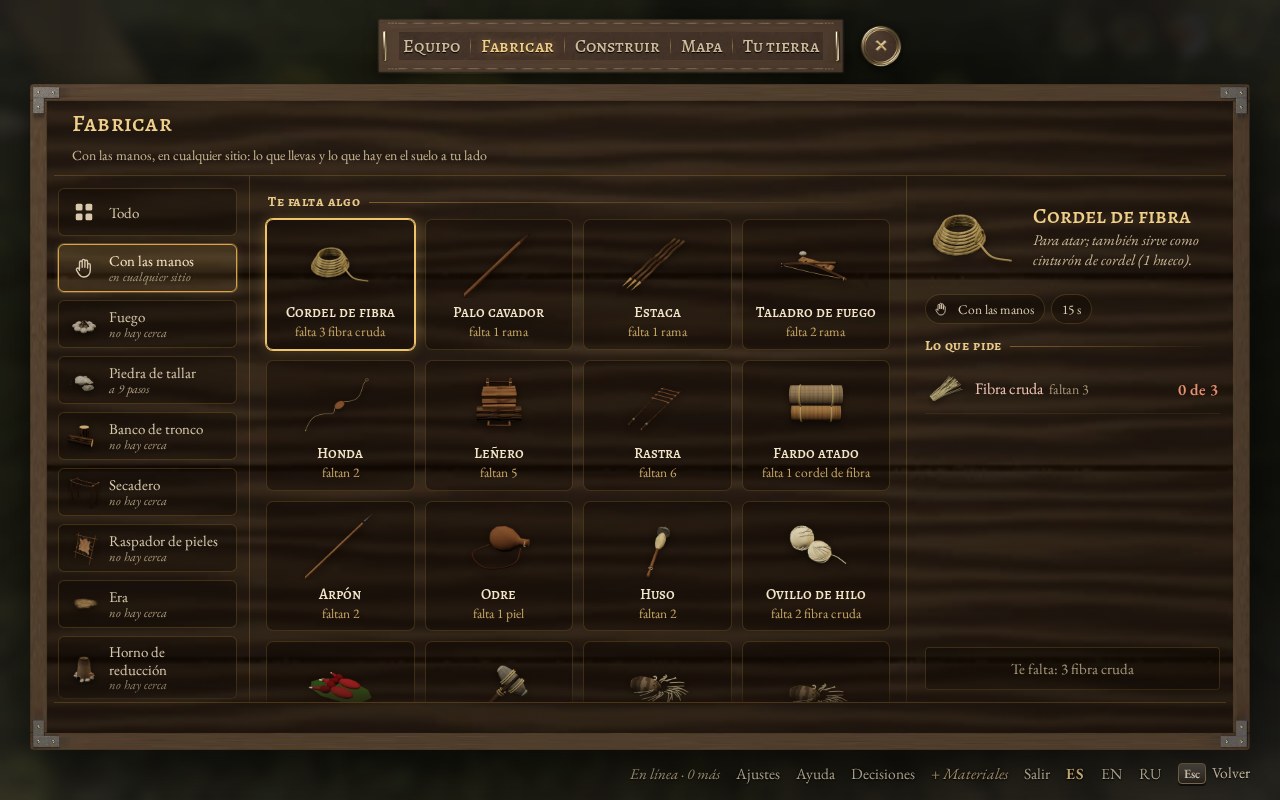 Equipo Fabricar Construir Mapa Tu tierra
Fabricar
Con las manos, en cualquier sitio: lo que llevas y lo que hay en el suelo a tu lado
Todo
Con las manos
en cualquier sitio
Fuego
no hay cerca
Piedra de tallar
a 9 pasos
Banco de tronco
no hay cerca
Secadero
no hay cerca
Raspador de pieles
no hay cerca
Era
no hay cerca
Horno de
reducción
no hay cerca
Te falta algo
Cordel de fibra
falta 3 fibra cruda
Palo cavador
falta 1 rama
Estaca
falta 1 rama
Taladro de fuego
falta 2 rama
Honda
faltan 2
Leñero
faltan 5
Rastra
faltan 6
Fardo atado
falta 1 cordel de fibra
Arpón
faltan 2
Odre
falta 1 piel
Huso
faltan 2
Ovillo de hilo
falta 2 fibra cruda
Cordel de fibra
Para atar; también sirve como
cinturón de cordel (1 hueco).
Con las manos 15 s
Lo que pide
Fibra cruda faltan 3 0 de 3
Te falta: 3 fibra cruda
En línea · 0 más Ajustes Ayuda Decisiones + Materiales Salir ES EN RU Esc Volver